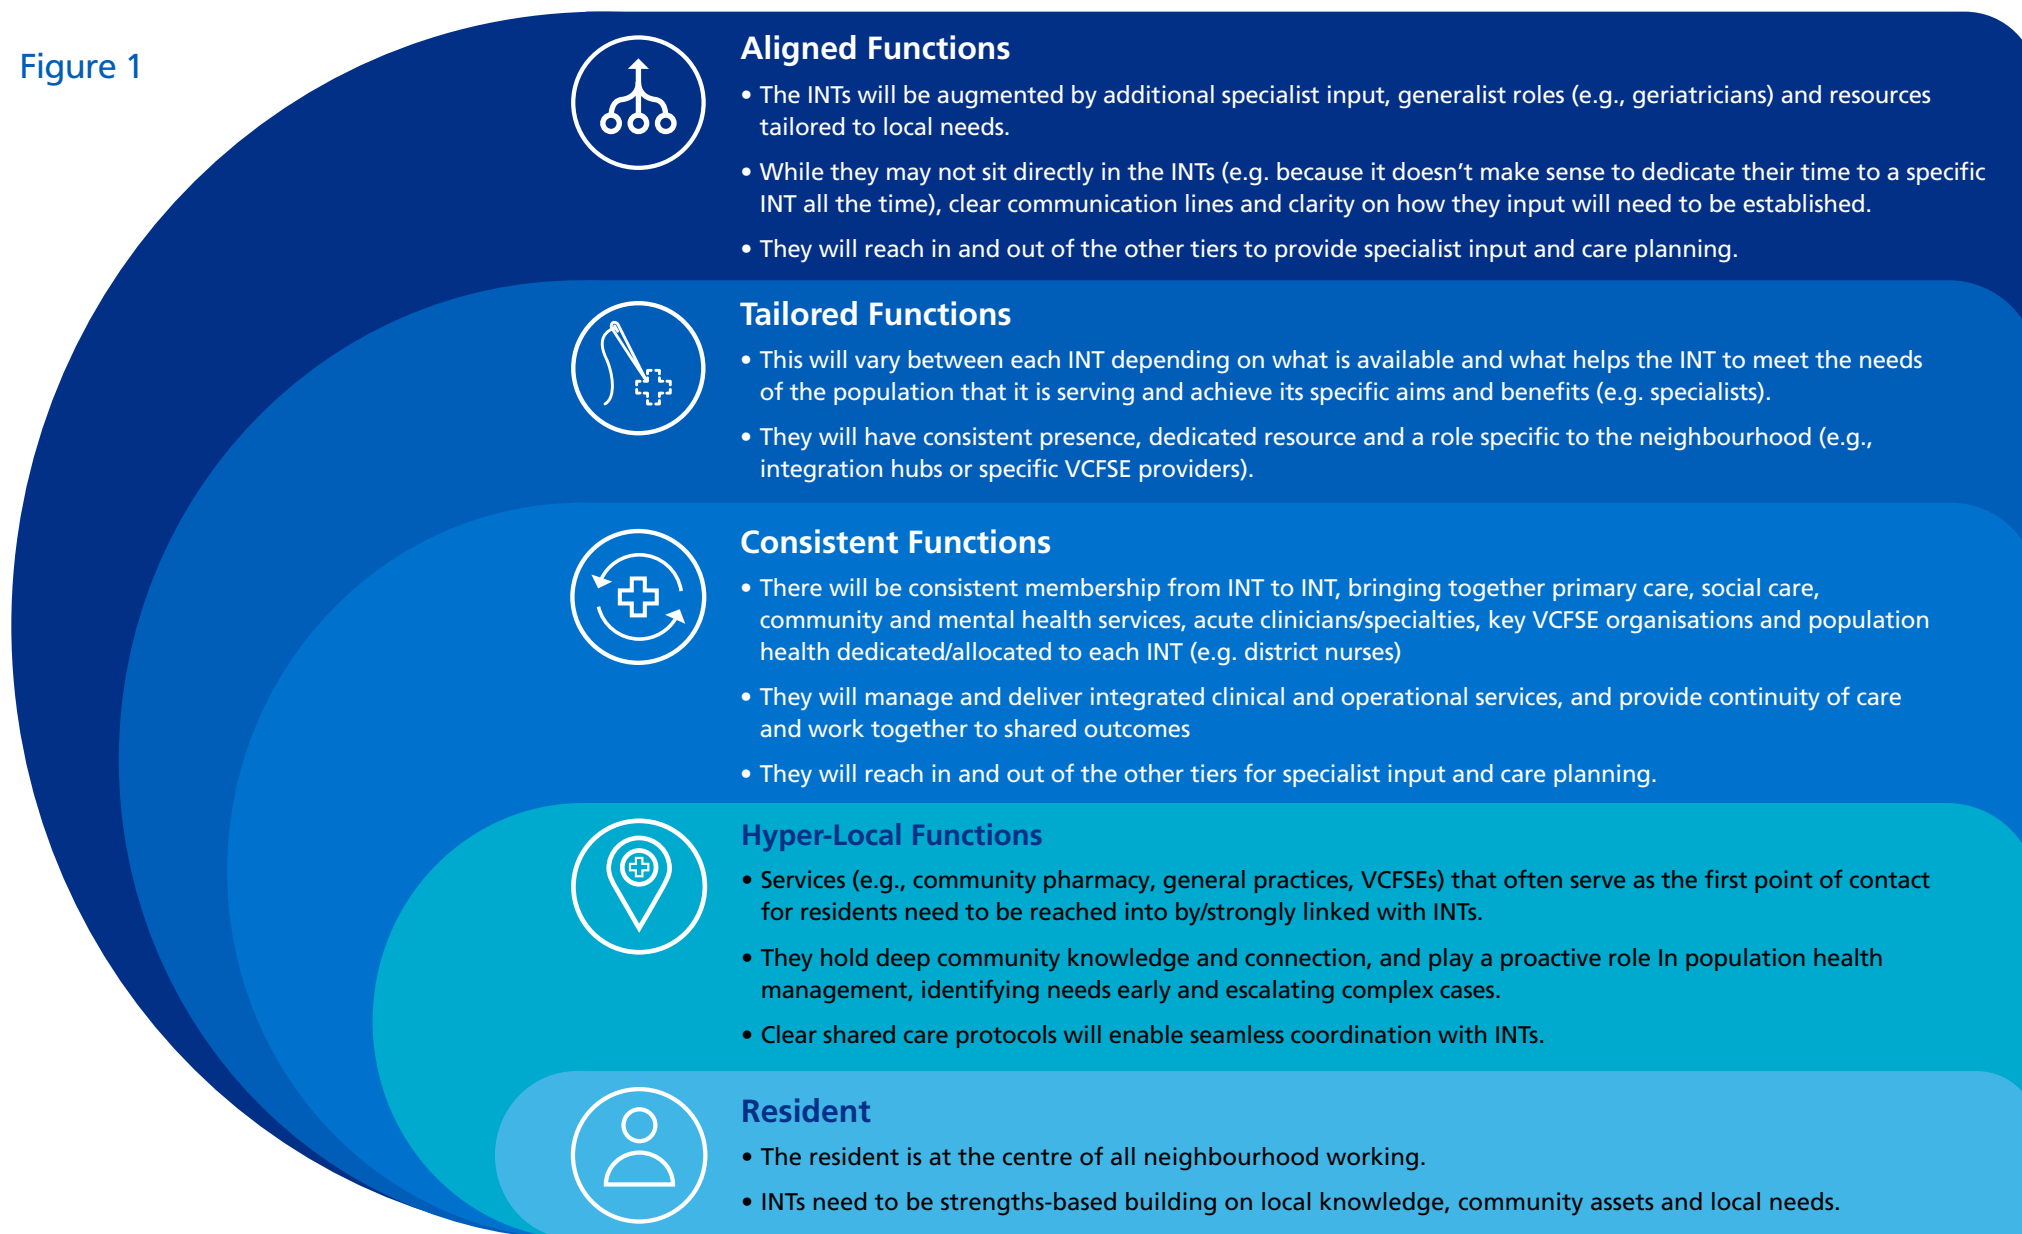 Figure 1
Aligned Functions
• The INTs will be augmented by additional specialist input, generalist roles (e.g., geriatricians) and resources
tailored to local needs.
• While they may not sit directly in the INTs (e.g. because it doesn’t make sense to dedicate their time to a specific
INT all the time), clear communication lines and clarity on how they input will need to be established.
• They will reach in and out of the other tiers to provide specialist input and care planning.
Tailored Functions
• This will vary between each INT depending on what is available and what helps the INT to meet the needs
of the population that it is serving and achieve its specific aims and benefits (e.g. specialists).
• They will have consistent presence, dedicated resource and a role specific to the neighbourhood (e.g.,
integration hubs or specific VCFSE providers).
Consistent Functions
• There will be consistent membership from INT to INT, bringing together primary care, social care,
community and mental health services, acute clinicians/specialties, key VCFSE organisations and population
health dedicated/allocated to each INT (e.g. district nurses)
• They will manage and deliver integrated clinical and operational services, and provide continuity of care
and work together to shared outcomes
• They will reach in and out of the other tiers for specialist input and care planning.
Hyper-Local Functions
• Services (e.g., community pharmacy, general practices, VCFSEs) that often serve as the first point of contact
for residents need to be reached into by/strongly linked with INTs.
• They hold deep community knowledge and connection, and play a proactive role In population health
management, identifying needs early and escalating complex cases.
• Clear shared care protocols will enable seamless coordination with INTs.
Resident
• The resident is at the centre of all neighbourhood working.
• INTs need to be strengths-based building on local knowledge, community assets and local needs.